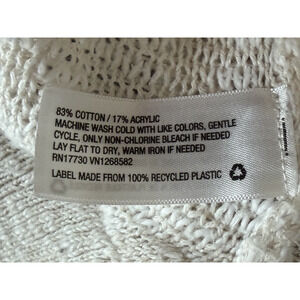 83% COTTON / 17% ACRYLIC
MACHINE WASH COLD WITH LIKE COLORS, GENTLE
CYCLE, ONLY NON-CHLORINE BLEACH IF NEEDED
LAY FLAT TO DRY, WARM IRON IF NEEDED
RN17730 VN1268582
LABEL MADE FROM 100% RECYCLED PLASTIC